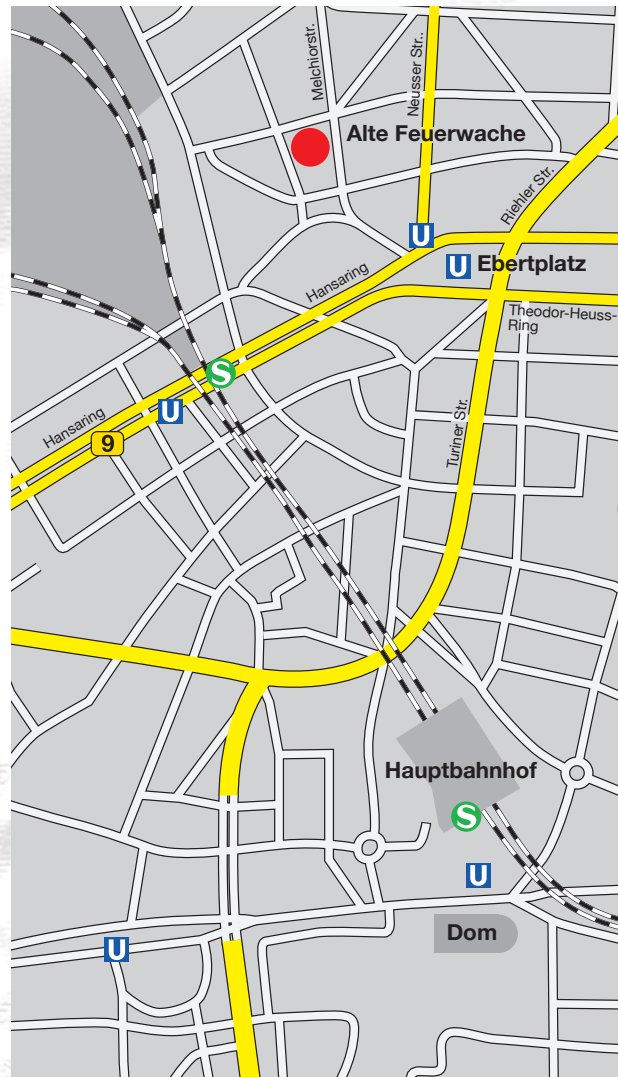 Melchiorstr.
Neusser Str..
Alte Feuerwache
Riehler Str.
U
U Ebertplatz
Hansaring
Theodor-Heuss-
Ring
S
U
Hansaring
9
Turiner Str.
Hauptbahnhof
S
U
Dom
U